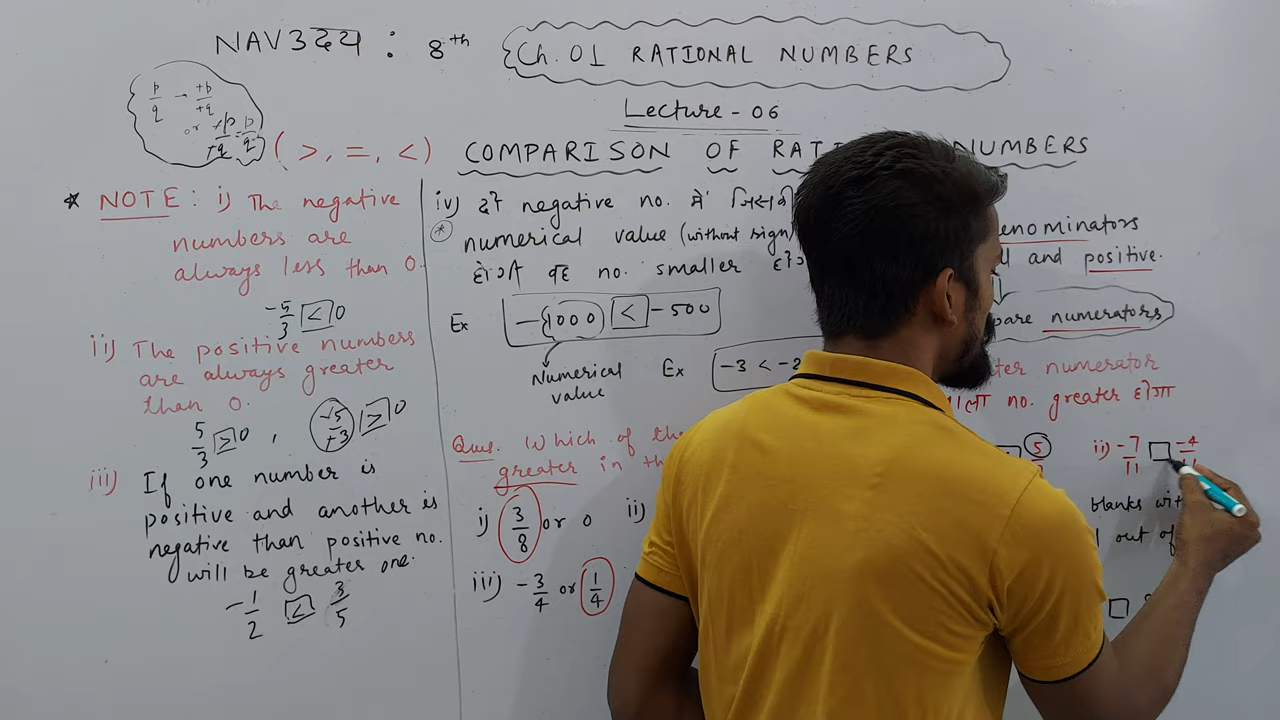 NAV3उदय : 8th
Ch. 01 RATIONAL NUMBERS
Lecture - 06
p/q → +p/+q
or +p/+q = p/q
( >, =, < ) COMPARISON OF RAT NUMBERS
* NOTE : i) The negative
numbers are
always less than 0.
-5/3 < 0
ii) The positive numbers
are always greater
than 0.
5/3 > 0 , > 0
iii) If one number is
positive and another is
negative than positive no.
will be greater one.
-1/2 < 3/5
iv) दो negative no. में
* numerical value (without sign)
होगी वह no. smaller
Ex -1000 < -500
Numerical
value
Ex -3 < -2
Ques. Which of the
greater in th
i) 3/8 or 0 ii)
iii) -3/4 or 1/4
enominators
l and positive.
pare numerators
ter numerator
no. greater होगा
5 ii) -7/11 □ -4
blanks wit
l out of
□